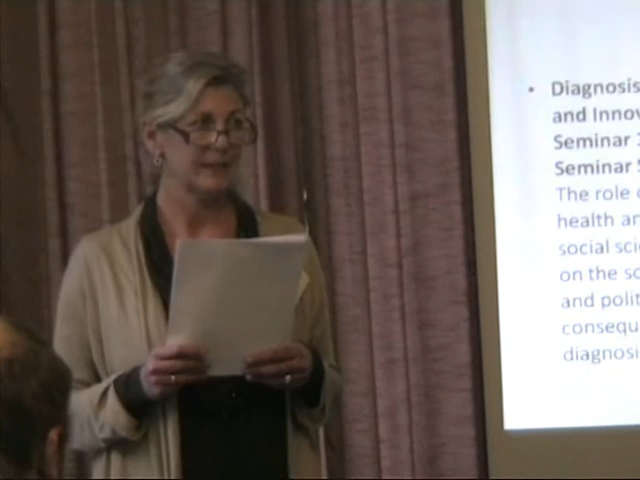 • Diagnosis
and Innov
Seminar
Seminar
The role
health an
social sci
on the so
and polit
consequ
diagnosi